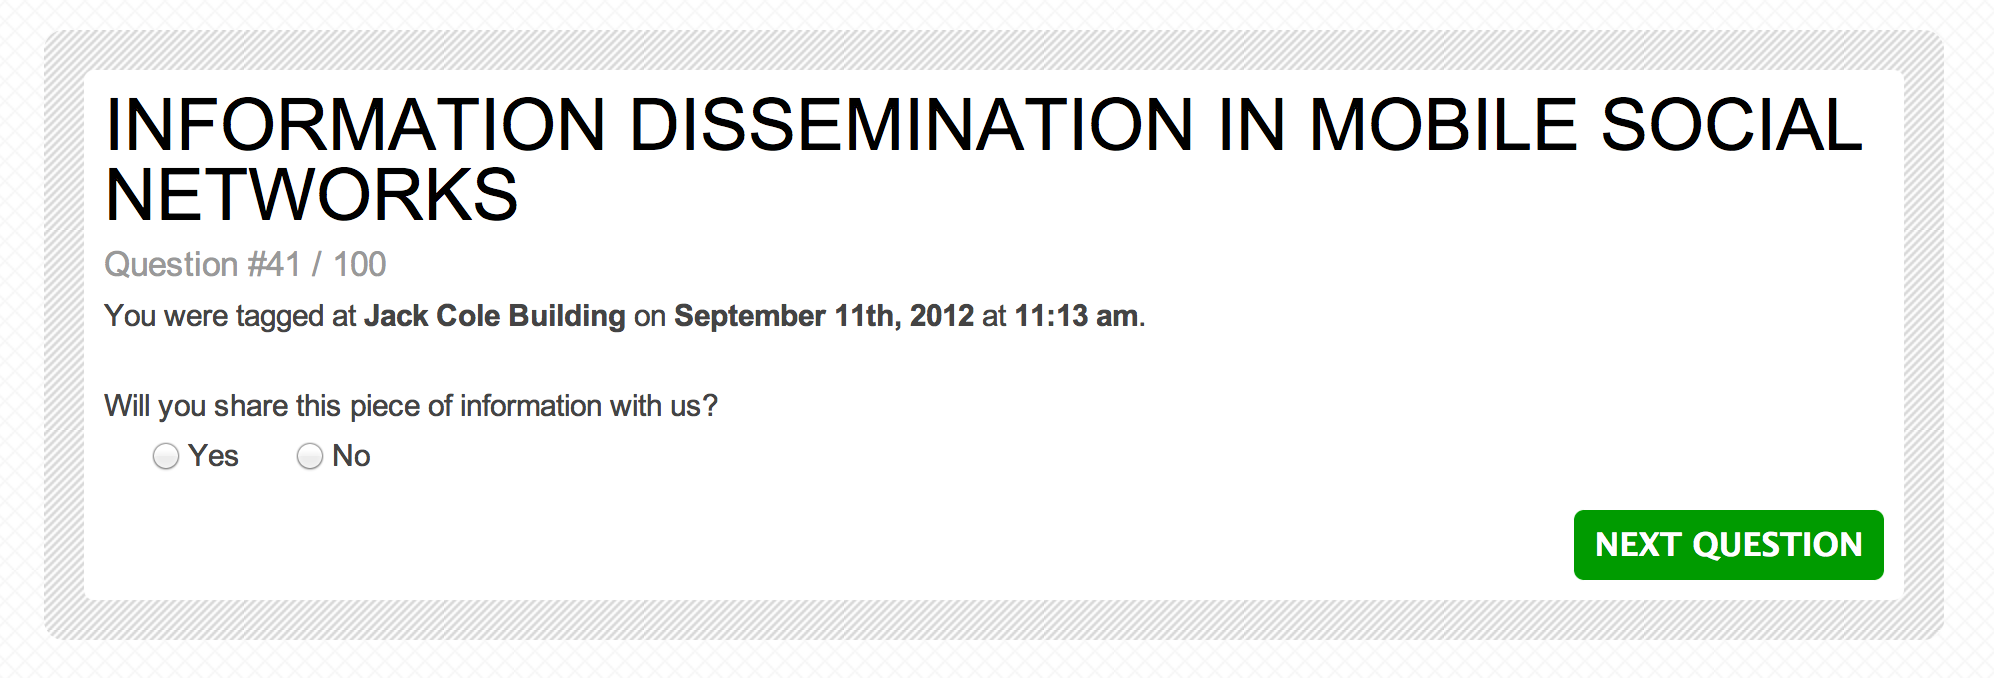 INFORMATION DISSEMINATION IN MOBILE SOCIAL
NETWORKS
Question #41 / 100
You were tagged at Jack Cole Building on September 11th, 2012 at 11:13 am.
Will you share this piece of information with us?
Yes No
NEXT QUESTION